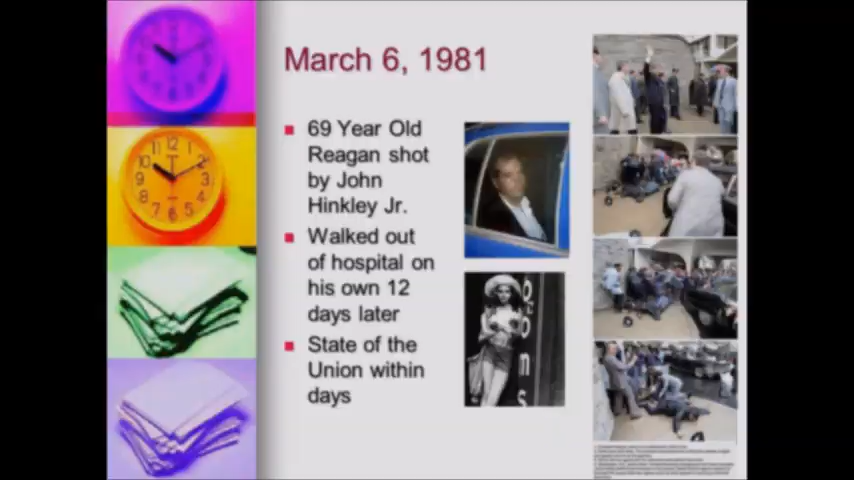 March 6, 1981
69 Year Old
Reagan shot
by John
Hinkley Jr.
Walked out
of hospital on
his own 12
days later
State of the
Union within
days